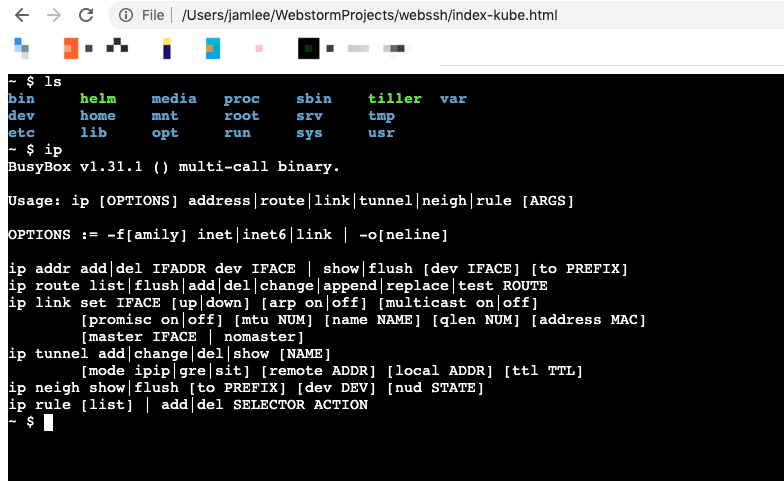 File | /Users/jamlee/WebstormProjects/webssh/index-kube.html
~ $ ls
bin helm media proc sbin tiller var
dev home mnt root srv tmp
etc lib opt run sys usr
~ $ ip
BusyBox v1.31.1 () multi-call binary.
Usage: ip [OPTIONS] address|route|link|tunnel|neigh|rule [ARGS]
OPTIONS := -f[amily] inet|inet6|link | -o[neline]
ip addr add|del IFADDR dev IFACE | show|flush [dev IFACE] [to PREFIX]
ip route list|flush|add|del|change|append|replace|test ROUTE
ip link set IFACE [up|down] [arp on|off] [multicast on|off]
[promisc on|off] [mtu NUM] [name NAME] [qlen NUM] [address MAC]
[master IFACE | nomaster]
ip tunnel add|change|del|show [NAME]
[mode ipip|gre|sit] [remote ADDR] [local ADDR] [ttl TTL]
ip neigh show|flush [to PREFIX] [dev DEV] [nud STATE]
ip rule [list] | add|del SELECTOR ACTION
~ $